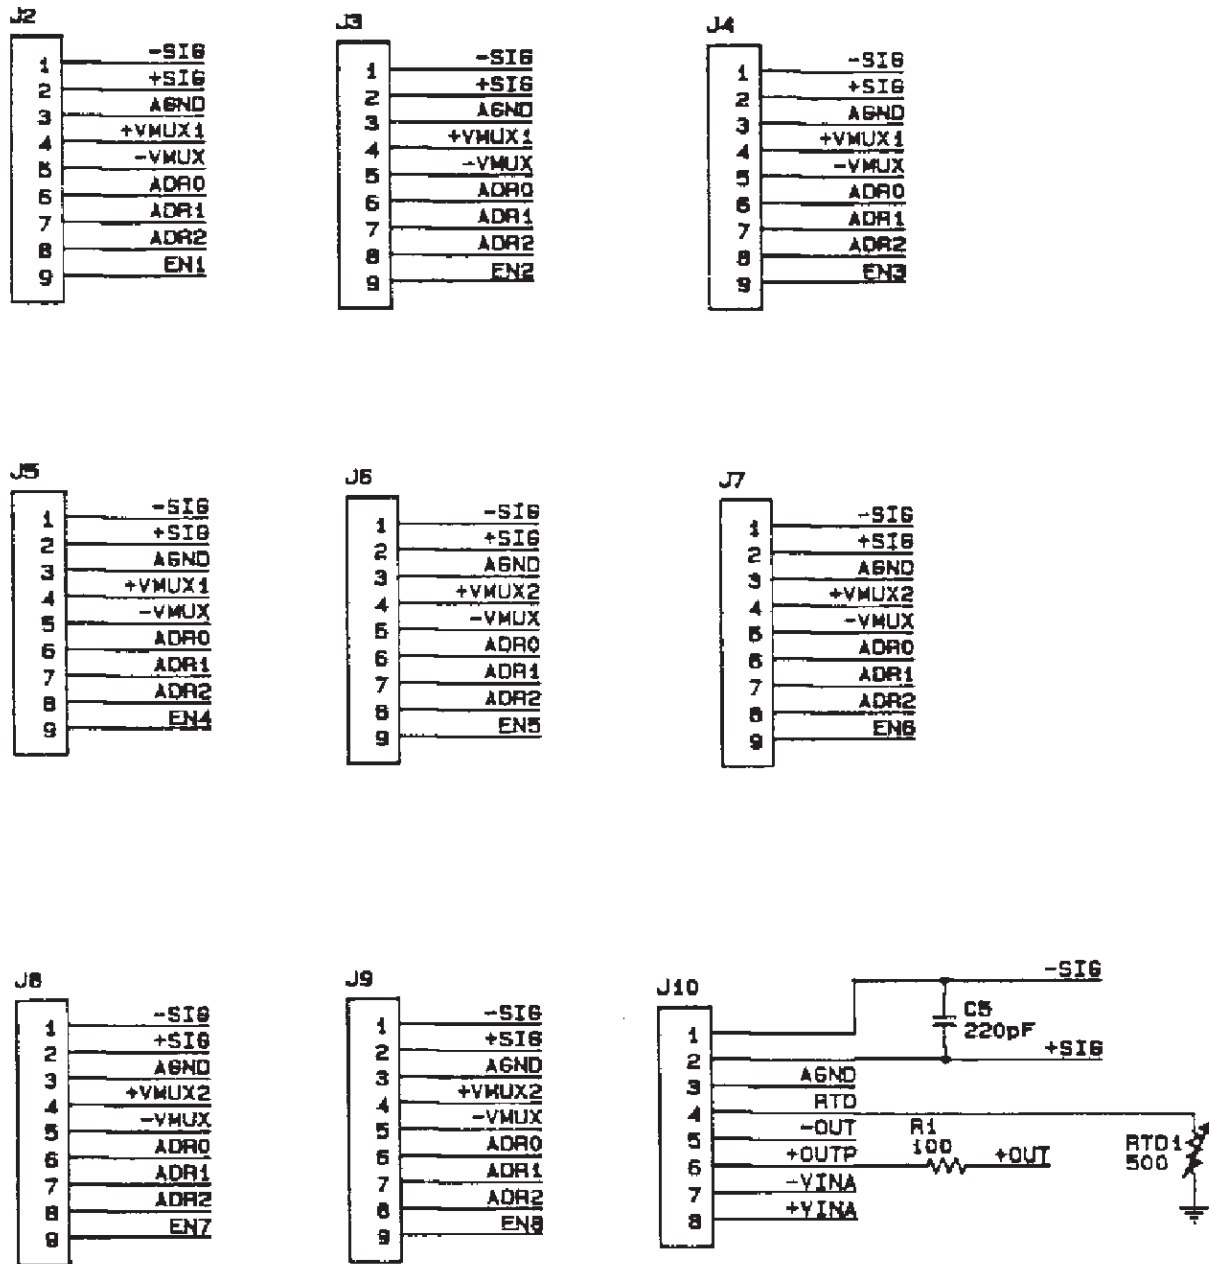 J2
1 -SIG
2 +SIG
3 AGND
4 +VMUX1
5 -VMUX
6 ADR0
7 ADR1
8 ADR2
9 EN1
J3
1 -SIG
2 +SIG
3 AGND
4 +VMUX1
5 -VMUX
6 ADR0
7 ADR1
8 ADR2
9 EN2
J4
1 -SIG
2 +SIG
3 AGND
4 +VMUX1
5 -VMUX
6 ADR0
7 ADR1
8 ADR2
9 EN3
J5
1 -SIG
2 +SIG
3 AGND
4 +VMUX1
5 -VMUX
6 ADR0
7 ADR1
8 ADR2
9 EN4
J6
1 -SIG
2 +SIG
3 AGND
4 +VMUX2
5 -VMUX
6 ADR0
7 ADR1
8 ADR2
9 EN5
J7
1 -SIG
2 +SIG
3 AGND
4 +VMUX2
5 -VMUX
6 ADR0
7 ADR1
8 ADR2
9 EN6
J8
1 -SIG
2 +SIG
3 AGND
4 +VMUX2
5 -VMUX
6 ADR0
7 ADR1
8 ADR2
9 EN7
J9
1 -SIG
2 +SIG
3 AGND
4 +VMUX2
5 -VMUX
6 ADR0
7 ADR1
8 ADR2
9 EN8
J10
1 -SIG
C5
220pF
2 +SIG
3 AGND
4 RTD
5 -OUT
6 +OUTP
R1
100
+OUT
RTD1
500
7 -VINA
8 +VINA